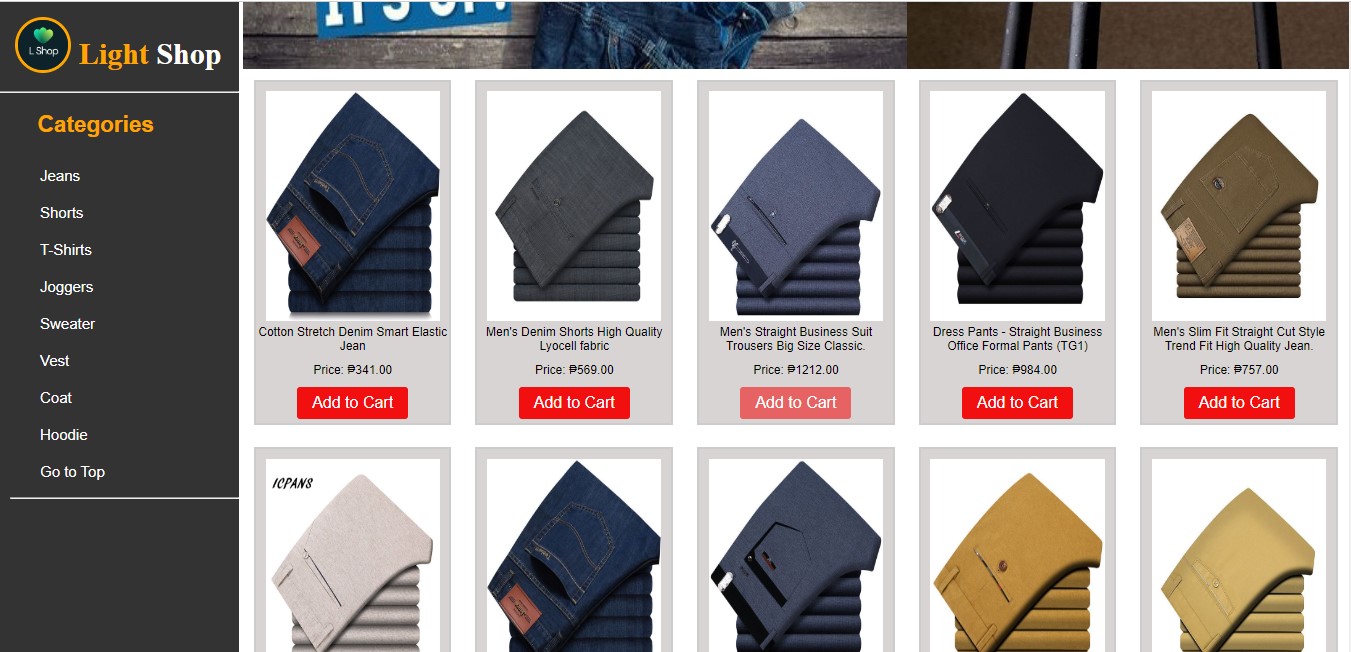 IT'S UP!
L Shop
Light Shop
Categories
Jeans
Shorts
T-Shirts
Joggers
Sweater
Vest
Coat
Hoodie
Go to Top
Cotton Stretch Denim Smart Elastic
Jean
Price: ₱341.00
Add to Cart
Men's Denim Shorts High Quality
Lyocell fabric
Price: ₱569.00
Add to Cart
Men's Straight Business Suit
Trousers Big Size Classic.
Price: ₱1212.00
Add to Cart
Dress Pants - Straight Business
Office Formal Pants (TG1)
Price: ₱984.00
Add to Cart
Men's Slim Fit Straight Cut Style
Trend Fit High Quality Jean.
Price: ₱757.00
Add to Cart
ICPANS